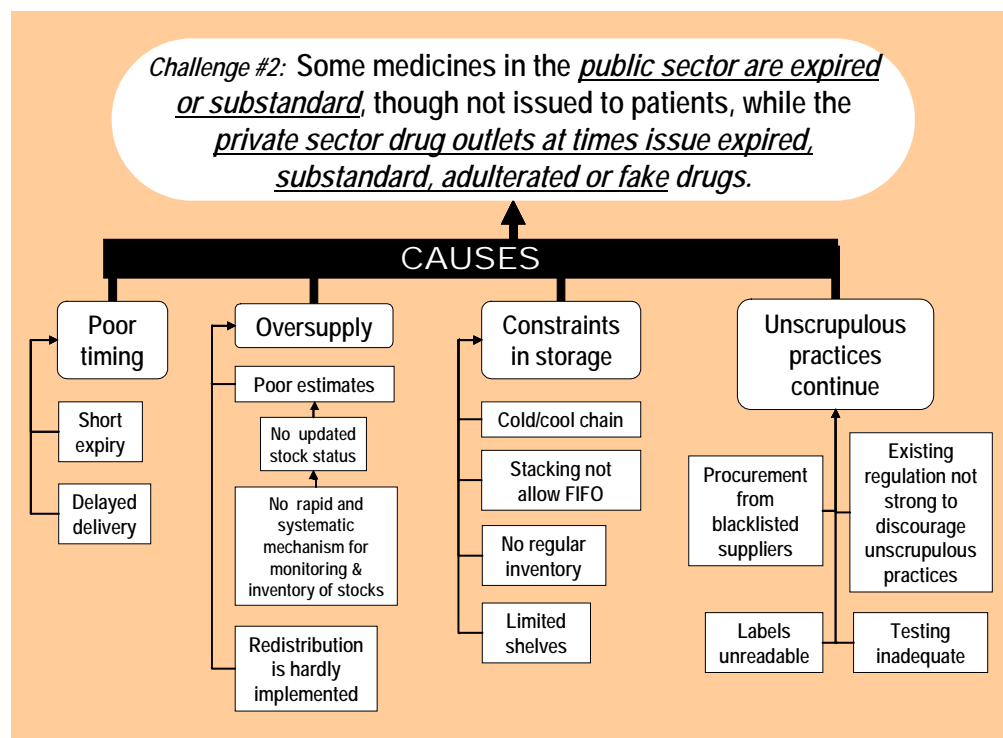 Challenge #2: Some medicines in the public sector are expired
or substandard, though not issued to patients, while the
private sector drug outlets at times issue expired,
substandard, adulterated or fake drugs.
CAUSES
Poor
timing
Short
expiry
Delayed
delivery
Oversupply
Poor estimates
No updated
stock status
No rapid and
systematic
mechanism for
monitoring &
inventory of stocks
Redistribution
is hardly
implemented
Constraints
in storage
Cold/cool chain
Stacking not
allow FIFO
No regular
inventory
Limited
shelves
Unscrupulous
practices
continue
Procurement
from
blacklisted
suppliers
Existing
regulation not
strong to
discourage
unscrupulous
practices
Labels
unreadable
Testing
inadequate